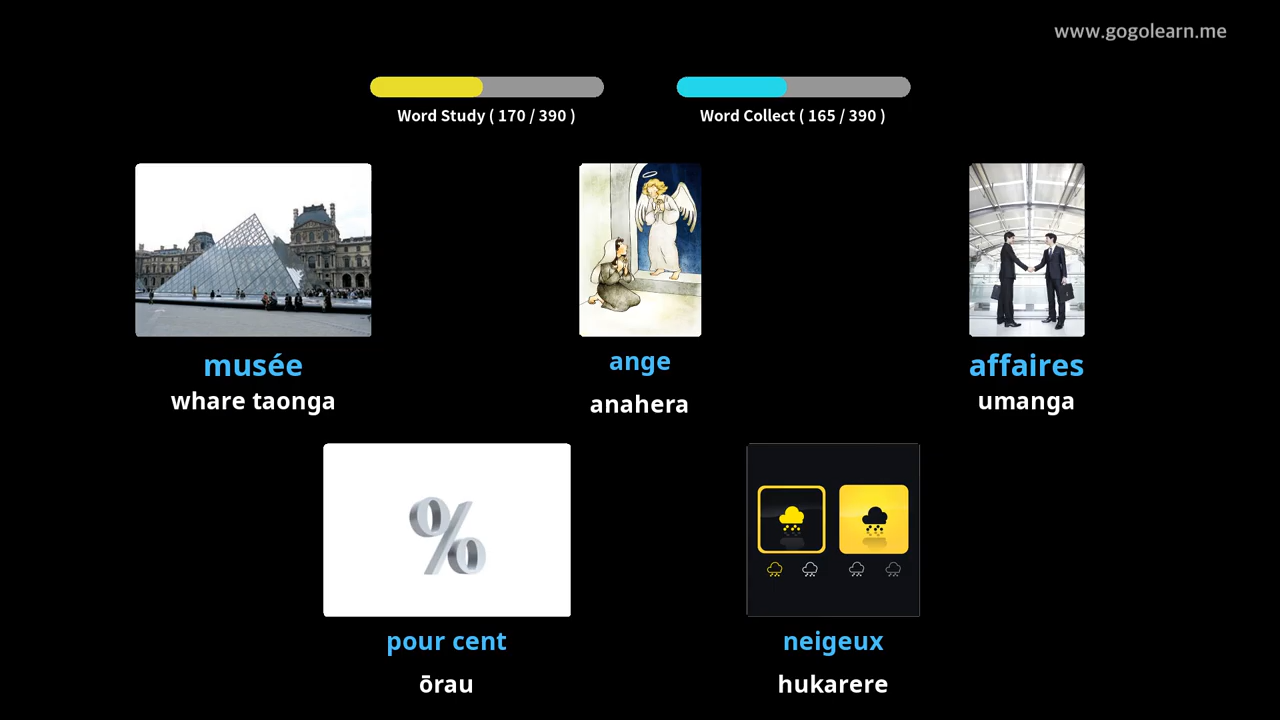 www.gogolearn.me
Word Study ( 170 / 390 )
Word Collect ( 165 / 390 )
musée
whare taonga
ange
anahera
affaires
umanga
%
pour cent
ōrau
neigeux
hukarere